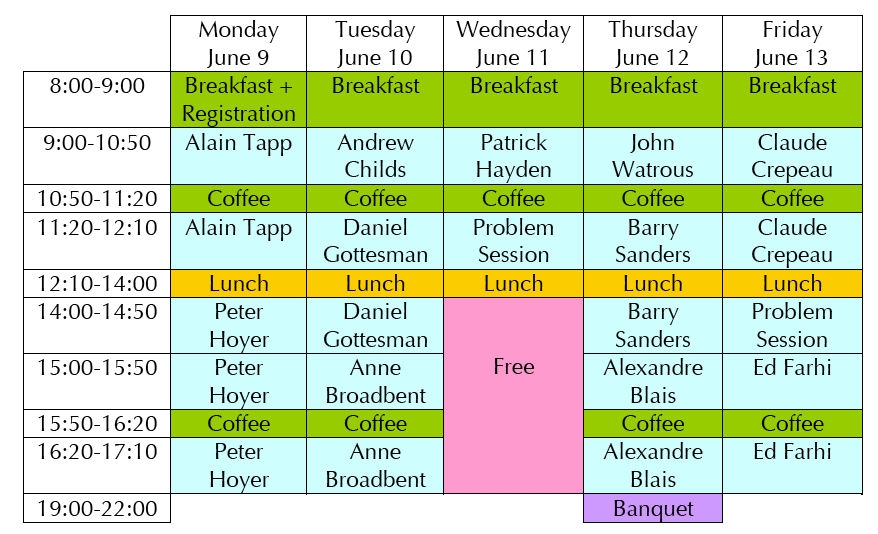 Monday Tuesday Wednesday Thursday Friday
June 9 June 10 June 11 June 12 June 13
8:00-9:00 Breakfast + Breakfast Breakfast Breakfast Breakfast
Registration
9:00-10:50 Alain Tapp Andrew Patrick John Claude
Childs Hayden Watrous Crepeau
10:50-11:20 Coffee Coffee Coffee Coffee Coffee
11:20-12:10 Alain Tapp Daniel Problem Barry Claude
Gottesman Session Sanders Crepeau
12:10-14:00 Lunch Lunch Lunch Lunch Lunch
14:00-14:50 Peter Daniel Barry Problem
Hoyer Gottesman Sanders Session
15:00-15:50 Peter Anne Free Alexandre Ed Farhi
Hoyer Broadbent Blais
15:50-16:20 Coffee Coffee Coffee Coffee
16:20-17:10 Peter Anne Alexandre Ed Farhi
Hoyer Broadbent Blais
19:00-22:00 Banquet